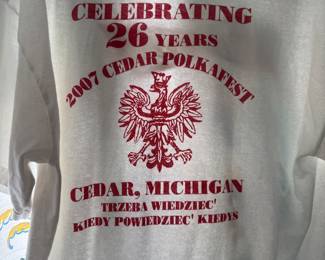 CELEBRATING
26 YEARS
2007 CEDAR POLKAFEST
CEDAR, MICHIGAN
TRZEBA WIEDZIEC'
KIEDY POWIEDZIEC' KIEDYS